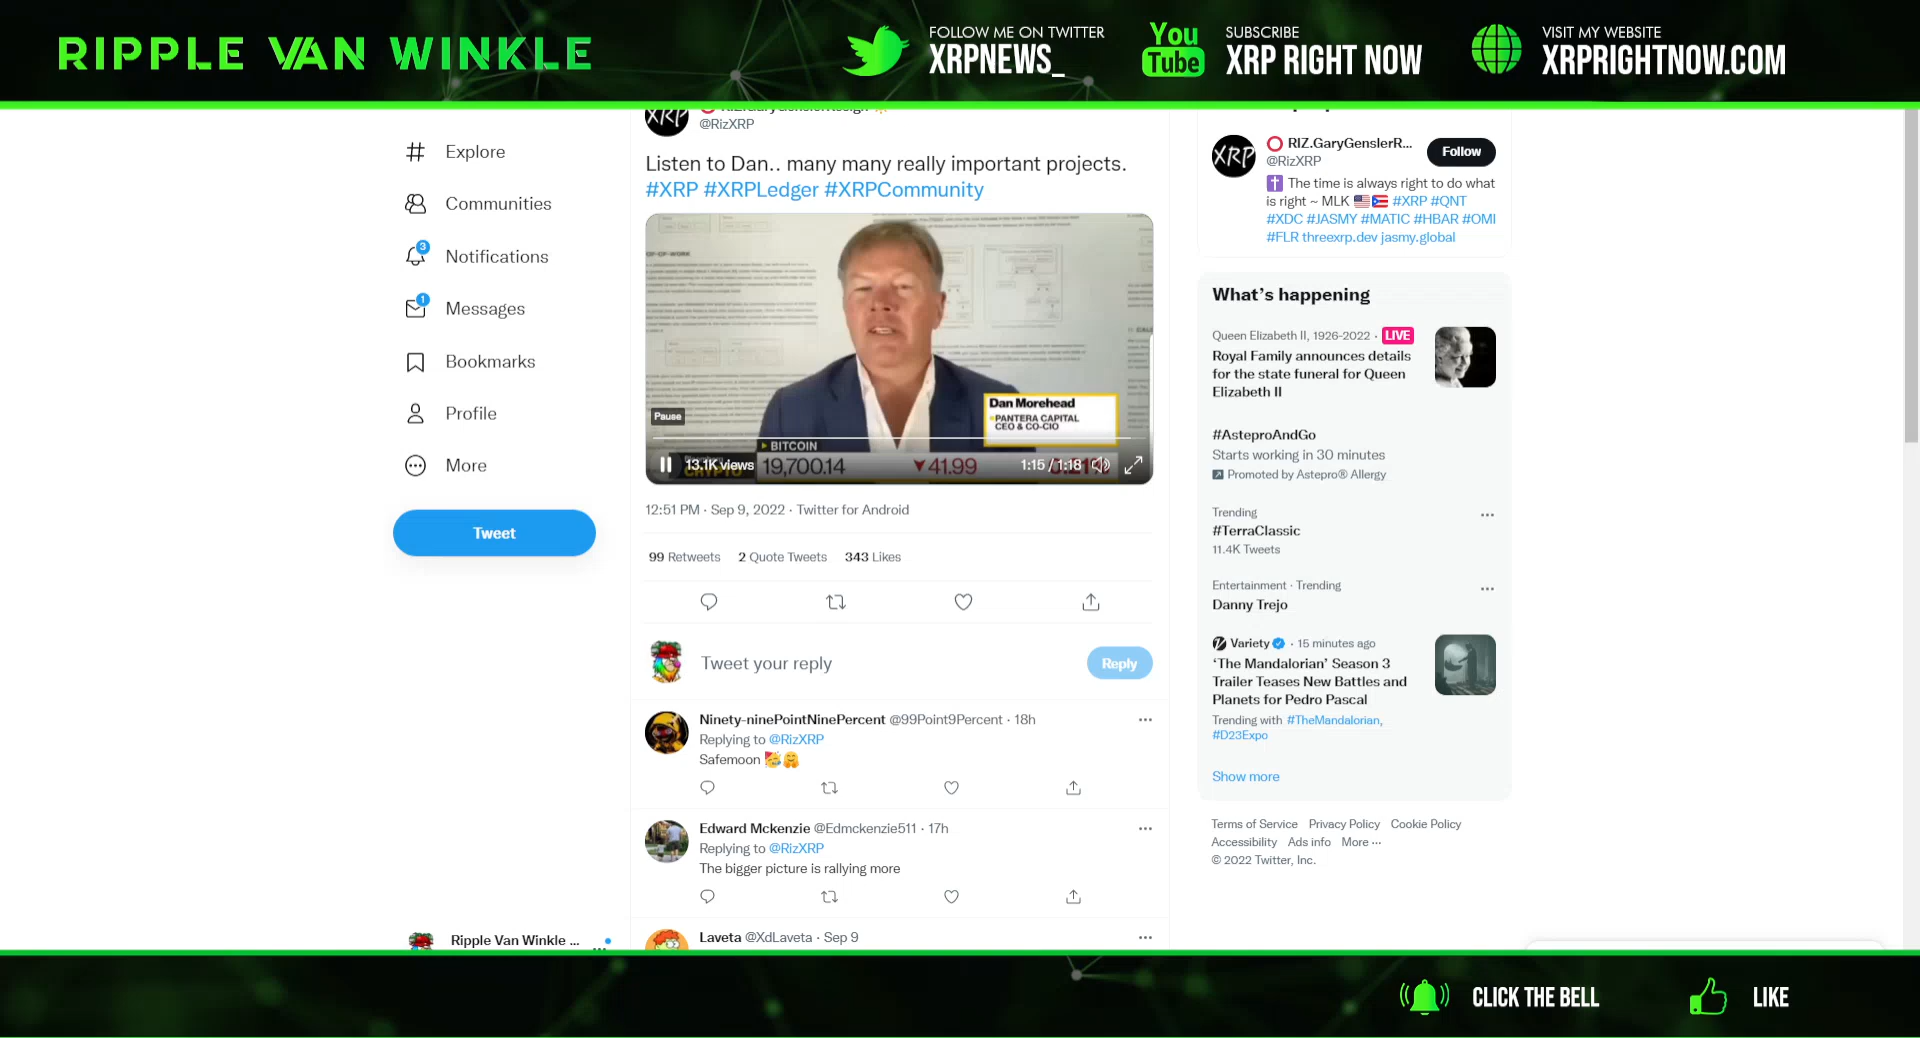 RIPPLE VAN WINKLE
FOLLOW ME ON TWITTER
XRPNEWS_
You Tube
SUBSCRIBE
XRP RIGHT NOW
VISIT MY WEBSITE
XRPRIGHTNOW.COM
Explore
Communities
3
Notifications
1
Messages
Bookmarks
Profile
More
Tweet
Ripple Van Winkle ...
XRP
@RizXRP
Listen to Dan.. many many really important projects.
#XRP #XRPLedger #XRPCommunity
Dan Morehead
PANTERA CAPITAL
CEO & CO-CIO
Pause
BITCOIN
13.1K views
CRYPTO
19,700.14
▼41.99
1:15 / 1:18
12:51 PM · Sep 9, 2022 · Twitter for Android
99 Retweets 2 Quote Tweets 343 Likes
Tweet your reply
Reply
Ninety-ninePointNinePercent @99Point9Percent · 18h
Replying to @RizXRP
Safemoon 🥳🤗
Edward Mckenzie @Edmckenzie511 · 17h
Replying to @RizXRP
The bigger picture is rallying more
Laveta @XdLaveta · Sep 9
XRP
⭕ RIZ.GaryGenslerR...
@RizXRP
Follow
✝️ The time is always right to do what
is right ~ MLK 🇺🇸🇵🇷 #XRP #QNT
#XDC #JASMY #MATIC #HBAR #OMI
#FLR threexrp.dev jasmy.global
What's happening
Queen Elizabeth II, 1926-2022 · LIVE
Royal Family announces details
for the state funeral for Queen
Elizabeth II
#AsteproAndGo
Starts working in 30 minutes
Promoted by Astepro® Allergy
Trending
#TerraClassic
11.4K Tweets
Entertainment · Trending
Danny Trejo
Variety · 15 minutes ago
'The Mandalorian' Season 3
Trailer Teases New Battles and
Planets for Pedro Pascal
Trending with #TheMandalorian,
#D23Expo
Show more
Terms of Service Privacy Policy Cookie Policy
Accessibility Ads info More ···
© 2022 Twitter, Inc.
CLICK THE BELL
LIKE